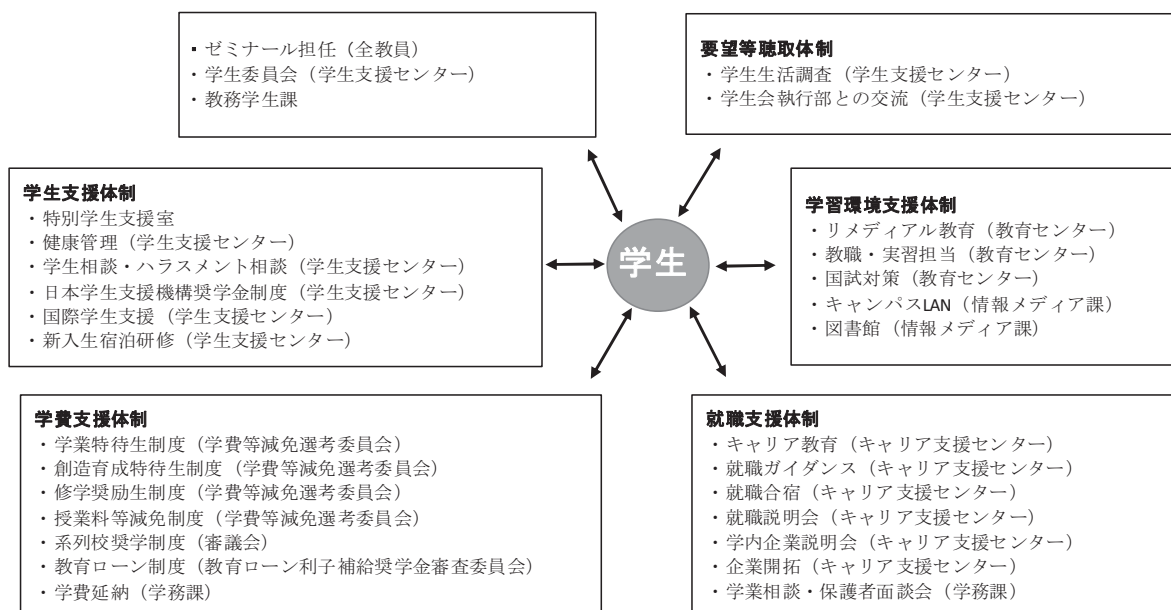 ・ゼミナール担任（全教員）
・学生委員会（学生支援センター）
・教務学生課
要望等聴取体制
・学生生活調査（学生支援センター）
・学生会執行部との交流（学生支援センター）
学生支援体制
・特別学生支援室
・健康管理（学生支援センター）
・学生相談・ハラスメント相談（学生支援センター）
・日本学生支援機構奨学金制度（学生支援センター）
・国際学生支援（学生支援センター）
・新入生宿泊研修（学生支援センター）
学生
学習環境支援体制
・リメディアル教育（教育センター）
・教職・実習担当（教育センター）
・国試対策（教育センター）
・キャンパスLAN（情報メディア課）
・図書館（情報メディア課）
学費支援体制
・学業特待生制度（学費等減免選考委員会）
・創造育成特待生制度（学費等減免選考委員会）
・修学奨励生制度（学費等減免選考委員会）
・授業料等減免制度（学費等減免選考委員会）
・系列校奨学制度（審議会）
・教育ローン制度（教育ローン利子補給奨学金審査委員会）
・学費延納（学務課）
就職支援体制
・キャリア教育（キャリア支援センター）
・就職ガイダンス（キャリア支援センター）
・就職合宿（キャリア支援センター）
・就職説明会（キャリア支援センター）
・学内企業説明会（キャリア支援センター）
・企業開拓（キャリア支援センター）
・学業相談・保護者面談会（学務課）